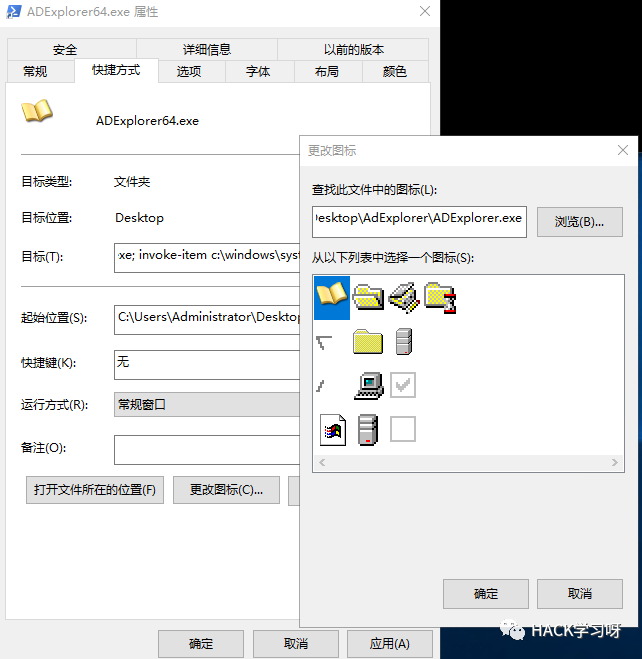 ADExplorer64.exe 属性
安全
详细信息
以前的版本
常规
快捷方式
选项
字体
布局
颜色
ADExplorer64.exe
目标类型:
文件夹
目标位置:
Desktop
目标(T):
xe; invoke-item c:\windows\syst
起始位置(S):
C:\Users\Administrator\Desktop
快捷键(K):
无
运行方式(R):
常规窗口
备注(O):
打开文件所在的位置(F)
更改图标(C)...
确定
取消
应用(A)
更改图标
查找此文件中的图标(L):
Desktop\AdExplorer\ADExplorer.exe
浏览(B)...
从以下列表中选择一个图标(S):
确定
取消
HACK学习呀